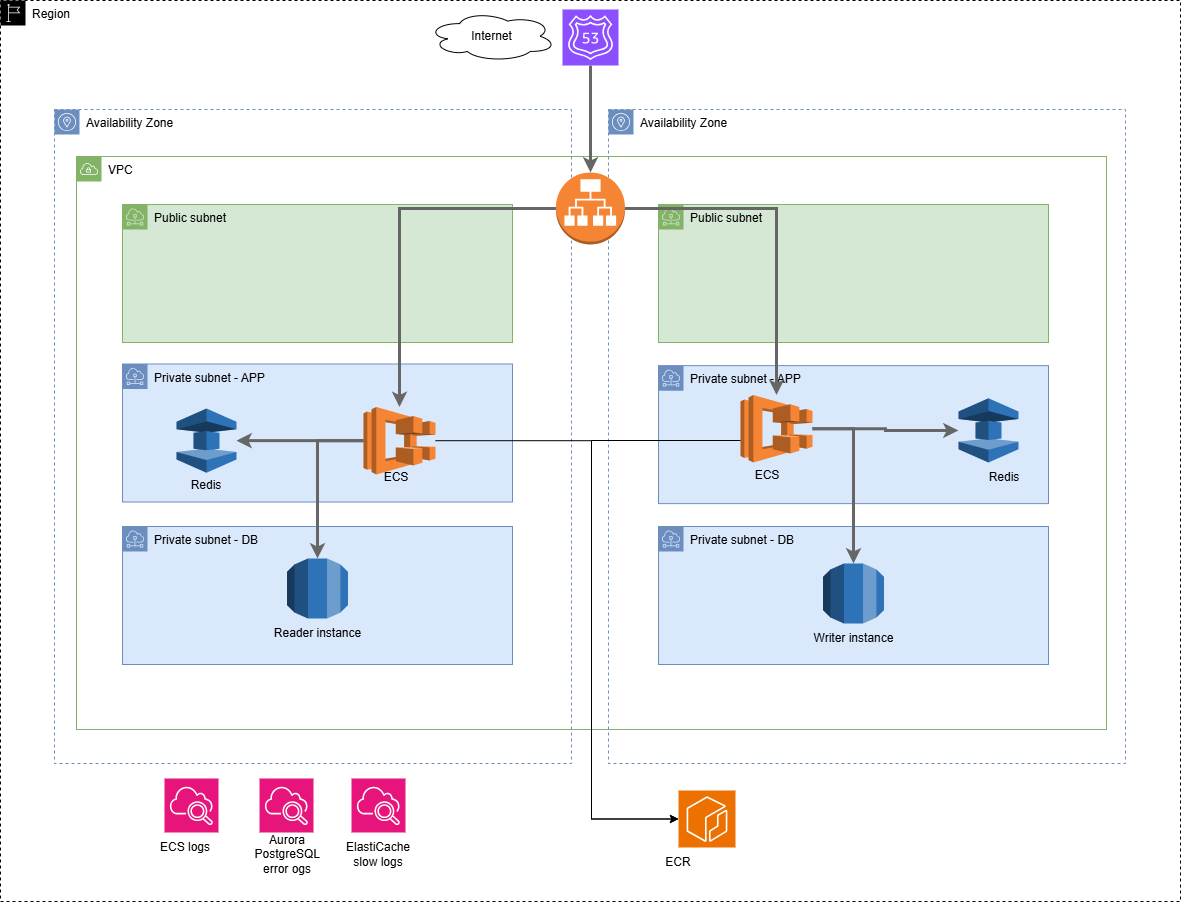 Region
Internet
53
Availability Zone
Availability Zone
VPC
Public subnet
Public subnet
Private subnet - APP
Private subnet - APP
Redis
ECS
ECS
Redis
Private subnet - DB
Private subnet - DB
Reader instance
Writer instance
ECS logs
Aurora
PostgreSQL
error ogs
ElastiCache
slow logs
ECR